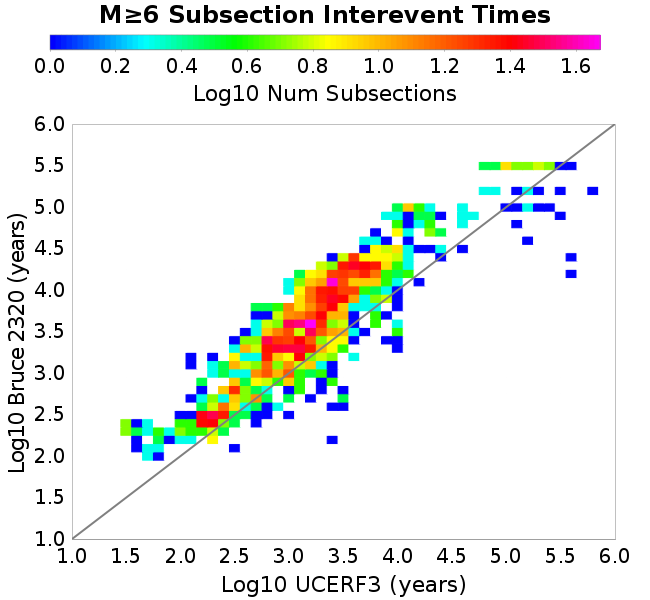 M≥6 Subsection Interevent Times
0.0 0.2 0.4 0.6 0.8 1.0 1.2 1.4 1.6
Log10 Num Subsections
6.0
5.5
5.0
4.5
4.0
3.5
3.0
2.5
2.0
1.5
1.0
Log10 Bruce 2320 (years)
1.0 1.5 2.0 2.5 3.0 3.5 4.0 4.5 5.0 5.5 6.0
Log10 UCERF3 (years)